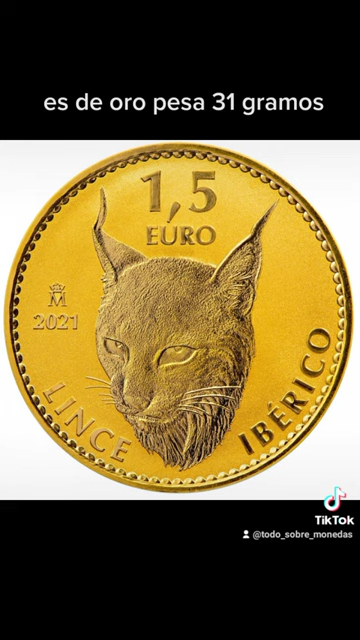 es de oro pesa 31 gramos
1,5
EURO
M
2021
LINCE
IBÉRICO
TikTok
@todo_sobre_monedas